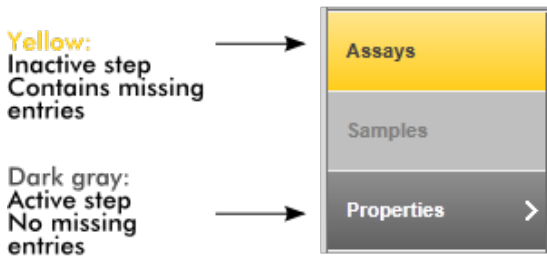 Yellow:
Inactive step
Contains missing
entries
Assays
Samples
Dark gray:
Active step
No missing
entries
Properties